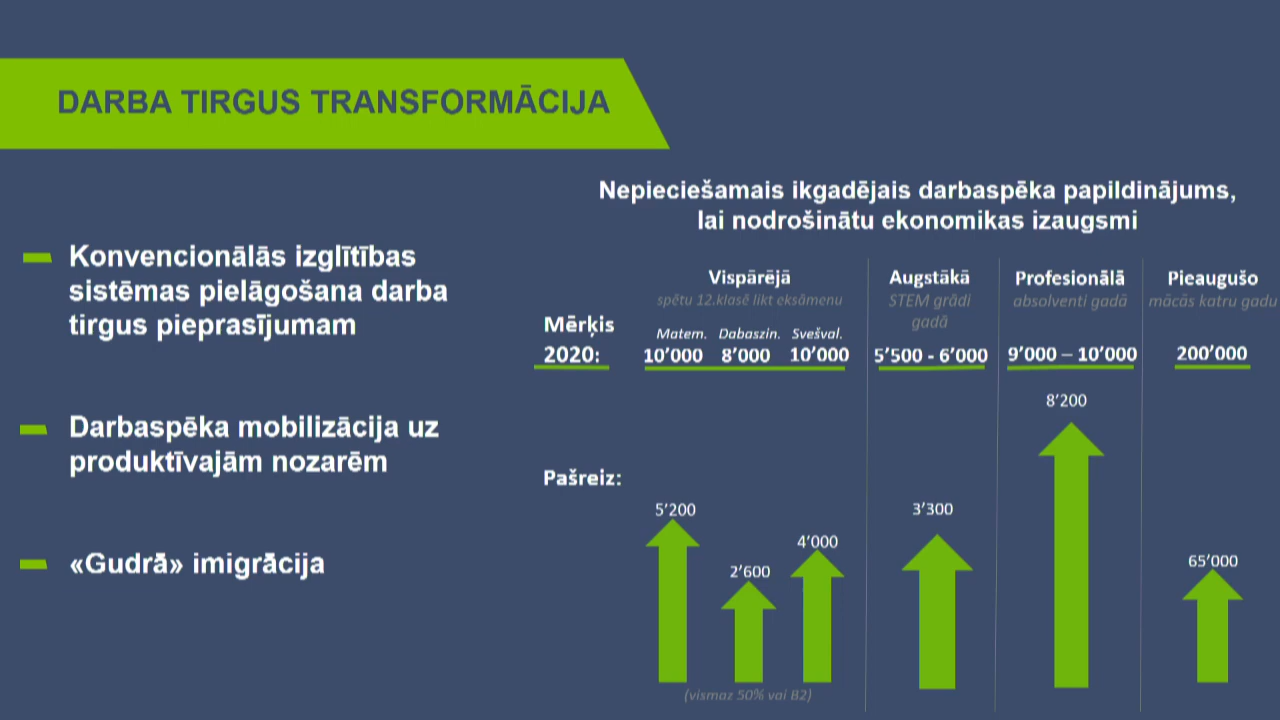 DARBA TIRGUS TRANSFORMĀCIJA
Konvencionālās izglītības
sistēmas pielāgošana darba
tirgus pieprasījumam
Darbaspēka mobilizācija uz
produktīvajām nozarēm
«Gudrā» imigrācija
Nepieciešamais ikgadējais darbaspēka papildinājums,
lai nodrošinātu ekonomikas izaugsmi
Vispārējā
spētu 12.klasē likt eksāmenu
Augstākā
STEM grādi
gadā
Profesionālā
absolventi gadā
Pieaugušo
mācās katru gadu
Mērķis
2020:
Matem. Dabaszin. Svešval.
10’000 8’000 10’000
5’500 - 6’000
9’000 – 10’000
200’000
Pašreiz:
5’200
2’600
4’000
3’300
8’200
65’000
(vismaz 50% vai B2)